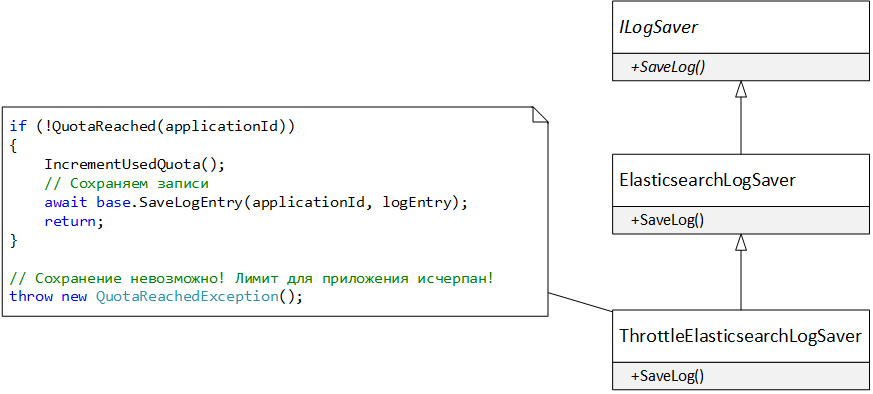 ILogSaver
+SaveLog()
if (!QuotaReached(applicationId))
{
    IncrementUsedQuota();
    // Сохраняем записи
    await base.SaveLogEntry(applicationId, logEntry);
    return;
}
// Сохранение невозможно! Лимит для приложения исчерпан!
throw new QuotaReachedException();
ElasticsearchLogSaver
+SaveLog()
ThrottleElasticsearchLogSaver
+SaveLog()